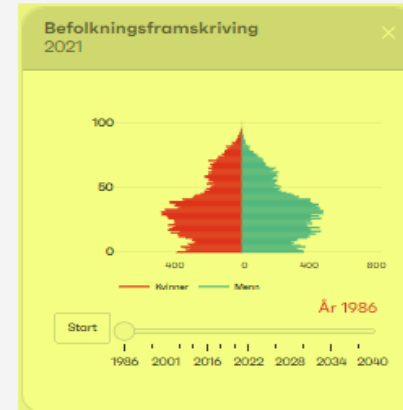 Befolkningsframskriving
2021
100
50
0
400 0 400 800
Kvinner Menn
År 1986
Start
1986 2001 2016 2022 2028 2034 2040